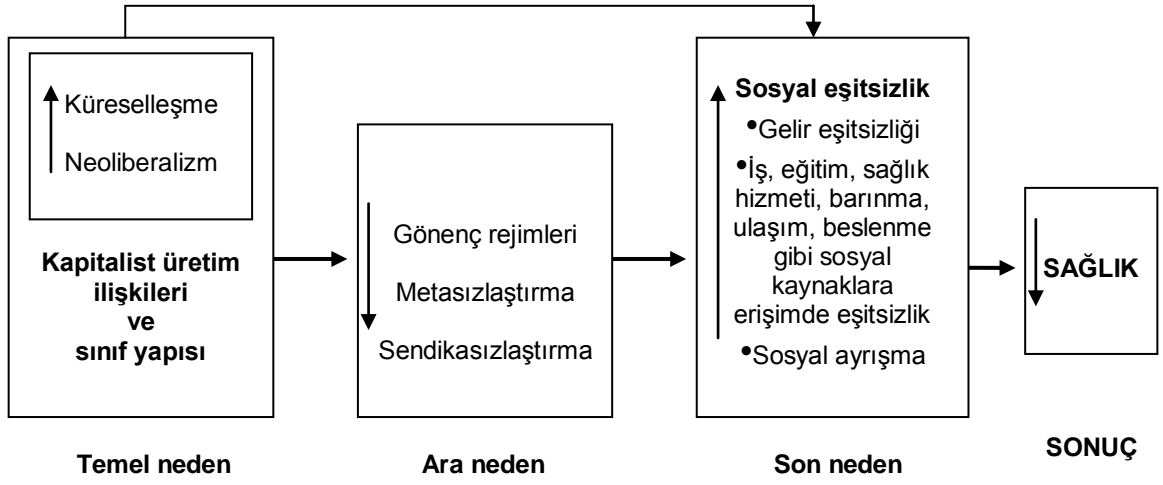 Küreselleşme
Neoliberalizm
Kapitalist üretim
ilişkileri
ve
sınıf yapısı
Temel neden
Gönenç rejimleri
Metasızlaştırma
Sendikasızlaştırma
Ara neden
Sosyal eşitsizlik
•Gelir eşitsizliği
•İş, eğitim, sağlık
hizmeti, barınma,
ulaşım, beslenme
gibi sosyal
kaynaklara
erişimde eşitsizlik
•Sosyal ayrışma
Son neden
SAĞLIK
SONUÇ